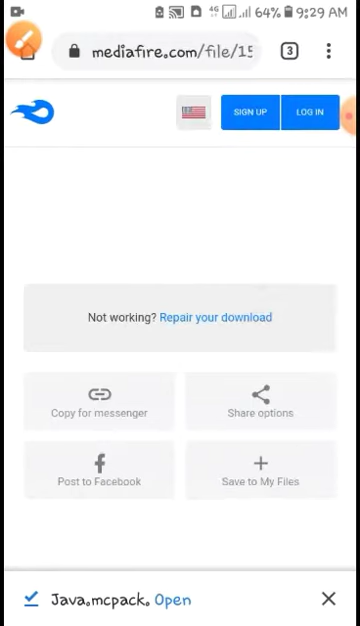 4G 64% 9:29 AM
mediafire.com/file/15
3
SIGN UP
LOG IN
Not working? Repair your download
Copy for messenger
Share options
Post to Facebook
Save to My Files
Java.mcpack. Open